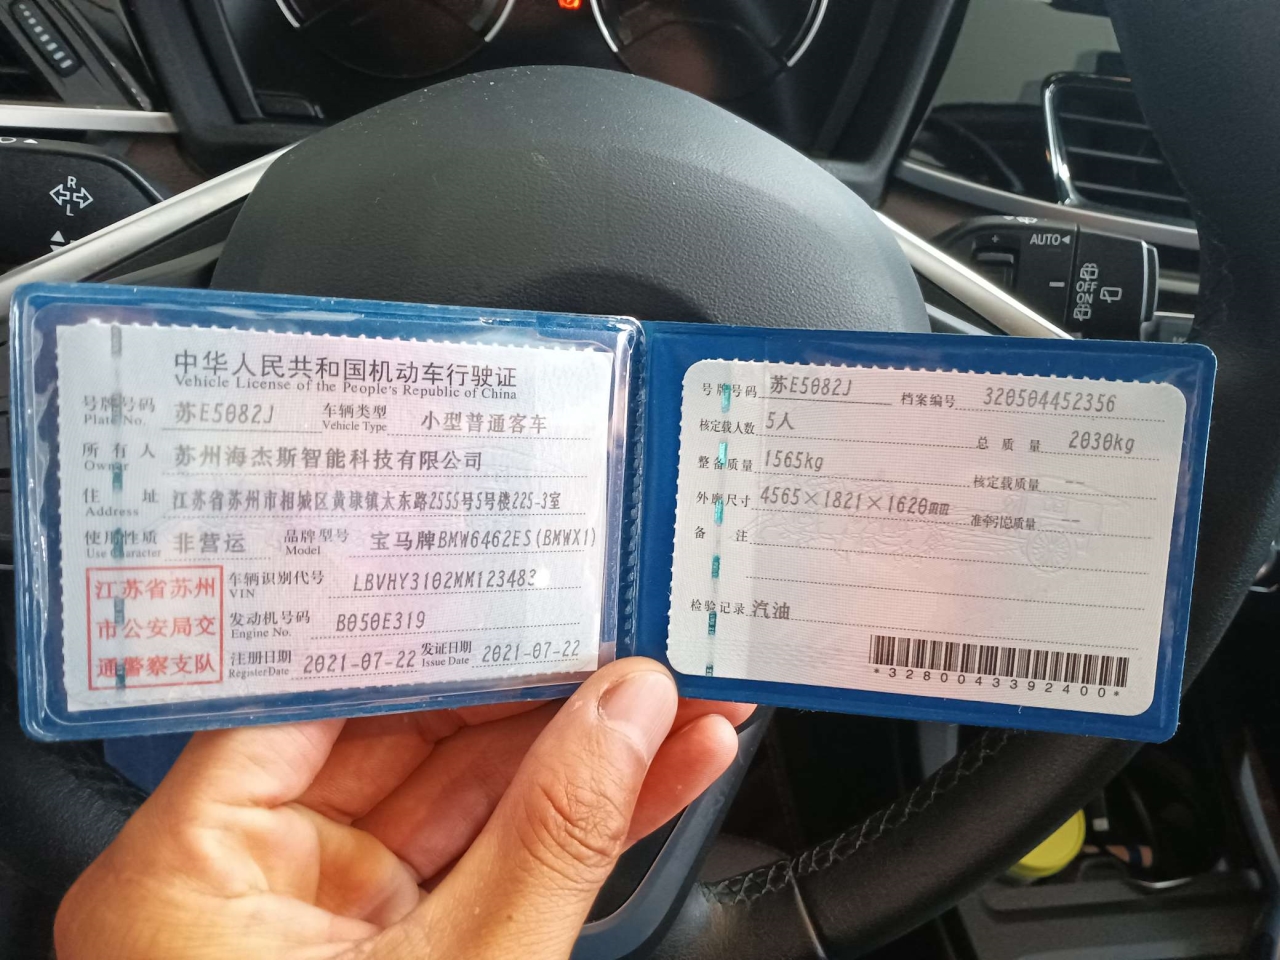 R
L
AUTO
OFF
ON
中华人民共和国机动车行驶证
Vehicle License of the People's Republic of China
号牌号码 苏E5082J 车辆类型 小型普通客车
Plate No. Vehicle Type
所有人 苏州海杰斯智能科技有限公司
Owner
住址 江苏省苏州市相城区黄埭镇太东路2555号5号楼225-3室
Address
使用性质 非营运 品牌型号 宝马牌BMW6462ES(BMWX1)
Use Character Model
江苏省苏州
市公安局交
通警察支队
车辆识别代号 LBVHY3102MM123483
VIN
发动机号码 B050E319
Engine No.
注册日期 2021-07-22 发证日期 2021-07-22
Register Date Issue Date
号牌号码 苏E5082J 档案编号 320504452356
核定载人数 5人 总质量 2030kg
整备质量 1565kg 核定载质量 --
外廓尺寸 4565×1821×1620mm 准牵引总质量 --
备注
检验记录 汽油
*3280043392400*